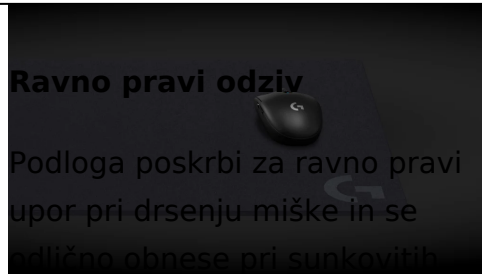 Ravno pravi odziv
Podloga poskrbi za ravno pravi
upor pri drsenju miške in se
odlično obnese pri sunkovitih